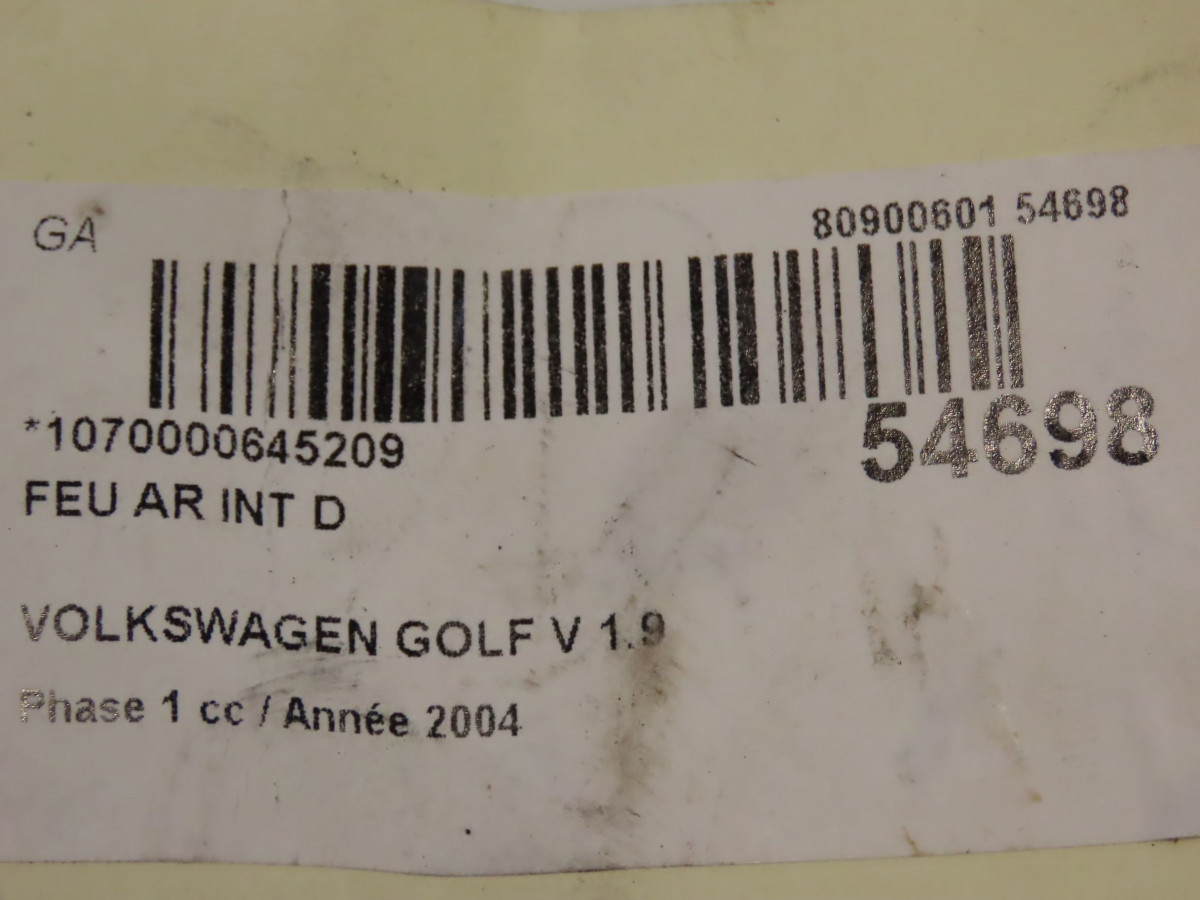 GA
80900601 54698
*1070000645209
54698
FEU AR INT D
VOLKSWAGEN GOLF V 1.9
Phase 1 cc / Année 2004